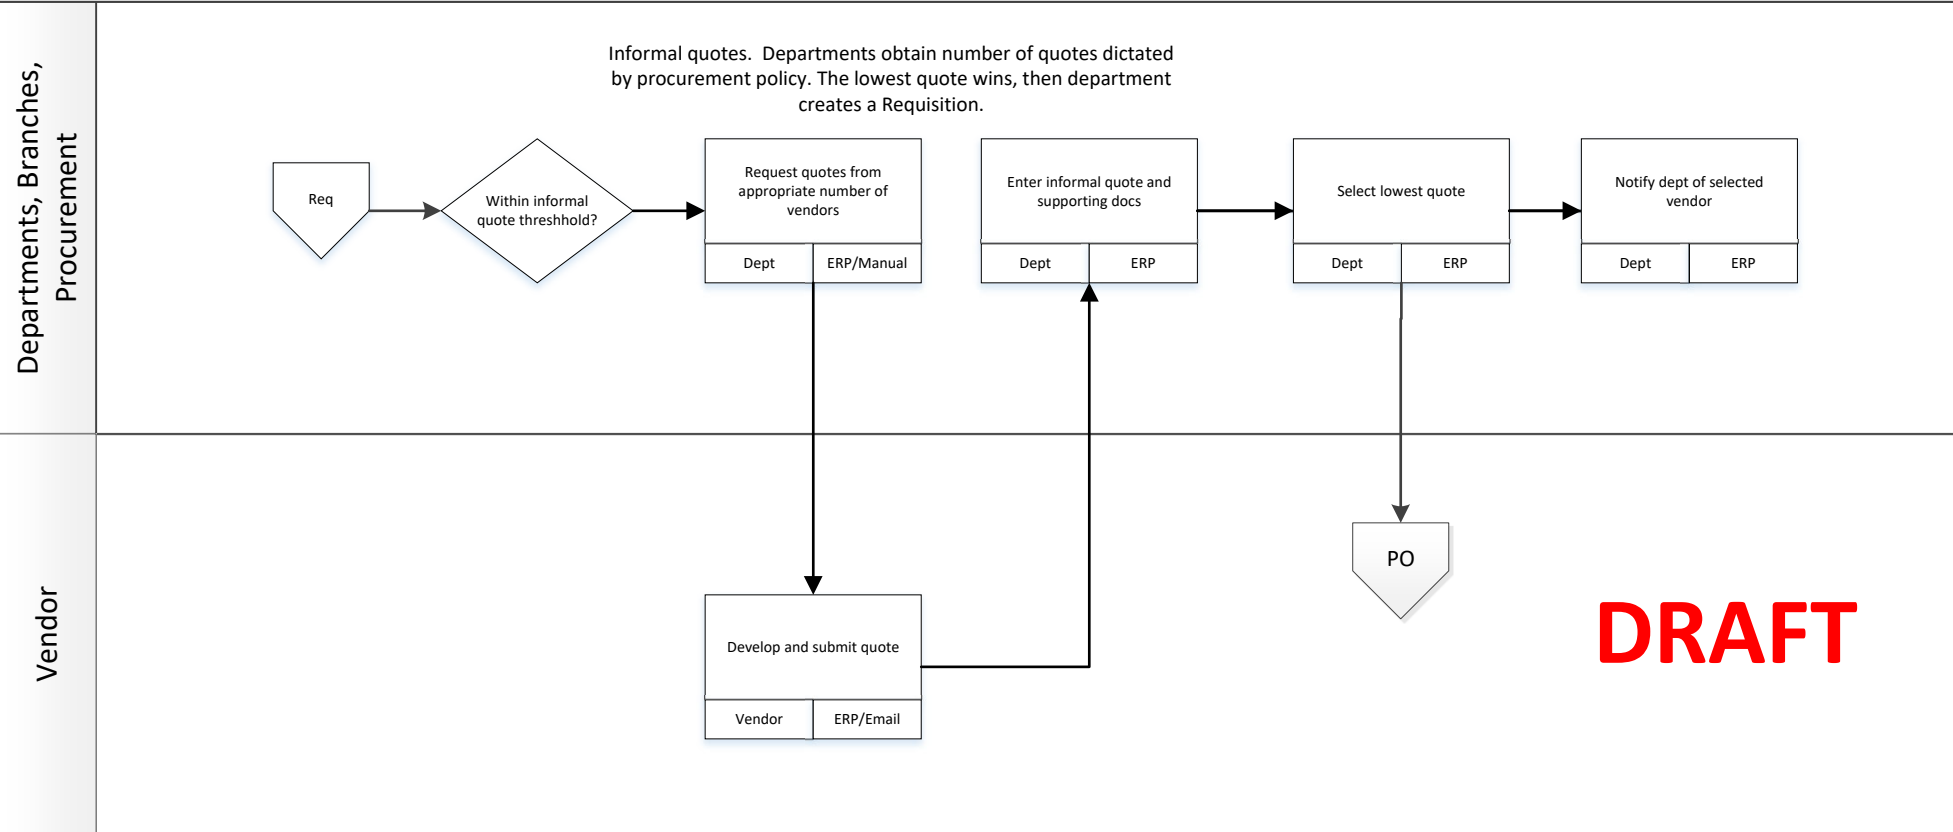 Departments, Branches,
Procurement
Informal quotes.  Departments obtain number of quotes dictated
by procurement policy. The lowest quote wins, then department
creates a Requisition.
Req
Within informal
quote threshhold?
Request quotes from
appropriate number of
vendors
Dept
ERP/Manual
Enter informal quote and
supporting docs
Dept
ERP
Select lowest quote
Dept
ERP
Notify dept of selected
vendor
Dept
ERP
Vendor
Develop and submit quote
Vendor
ERP/Email
PO
DRAFT